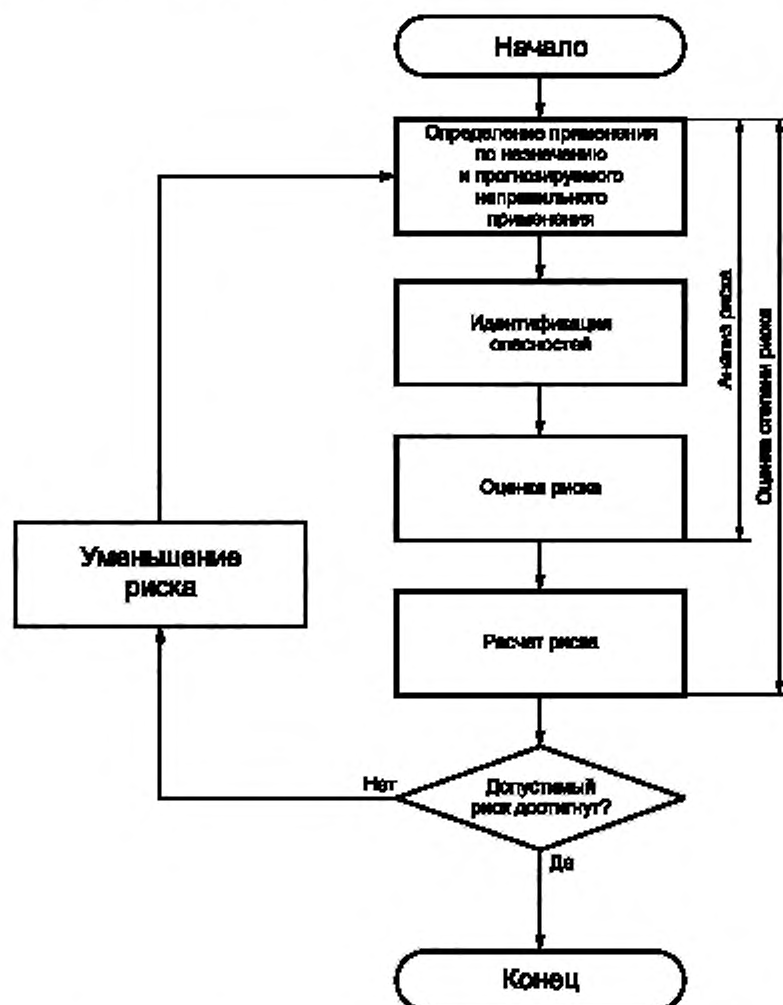 Начало
Определение применения
по назначению
и прогнозируемого
неправильного
применения
Идентификация
опасностей
Оценка риска
Анализ риска
Оценка степени риска
Уменьшение
риска
Расчет риска
Нет
Допустимый
риск достигнут?
Да
Конец